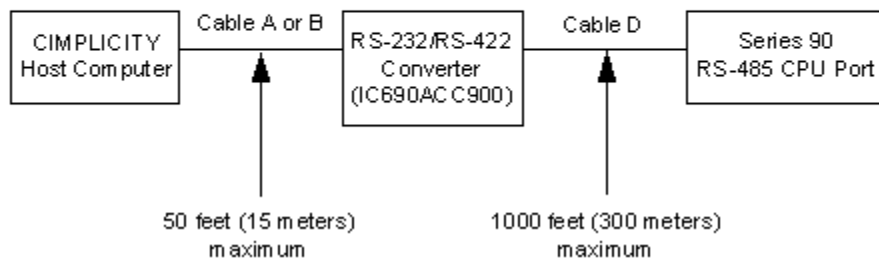 CIMPLICITY
Host Computer
Cable A or B
RS-232/RS-422
Converter
(IC690ACC900)
Cable D
Series 90
RS-485 CPU Port
50 feet (15 meters)
maximum
1000 feet (300 meters)
maximum